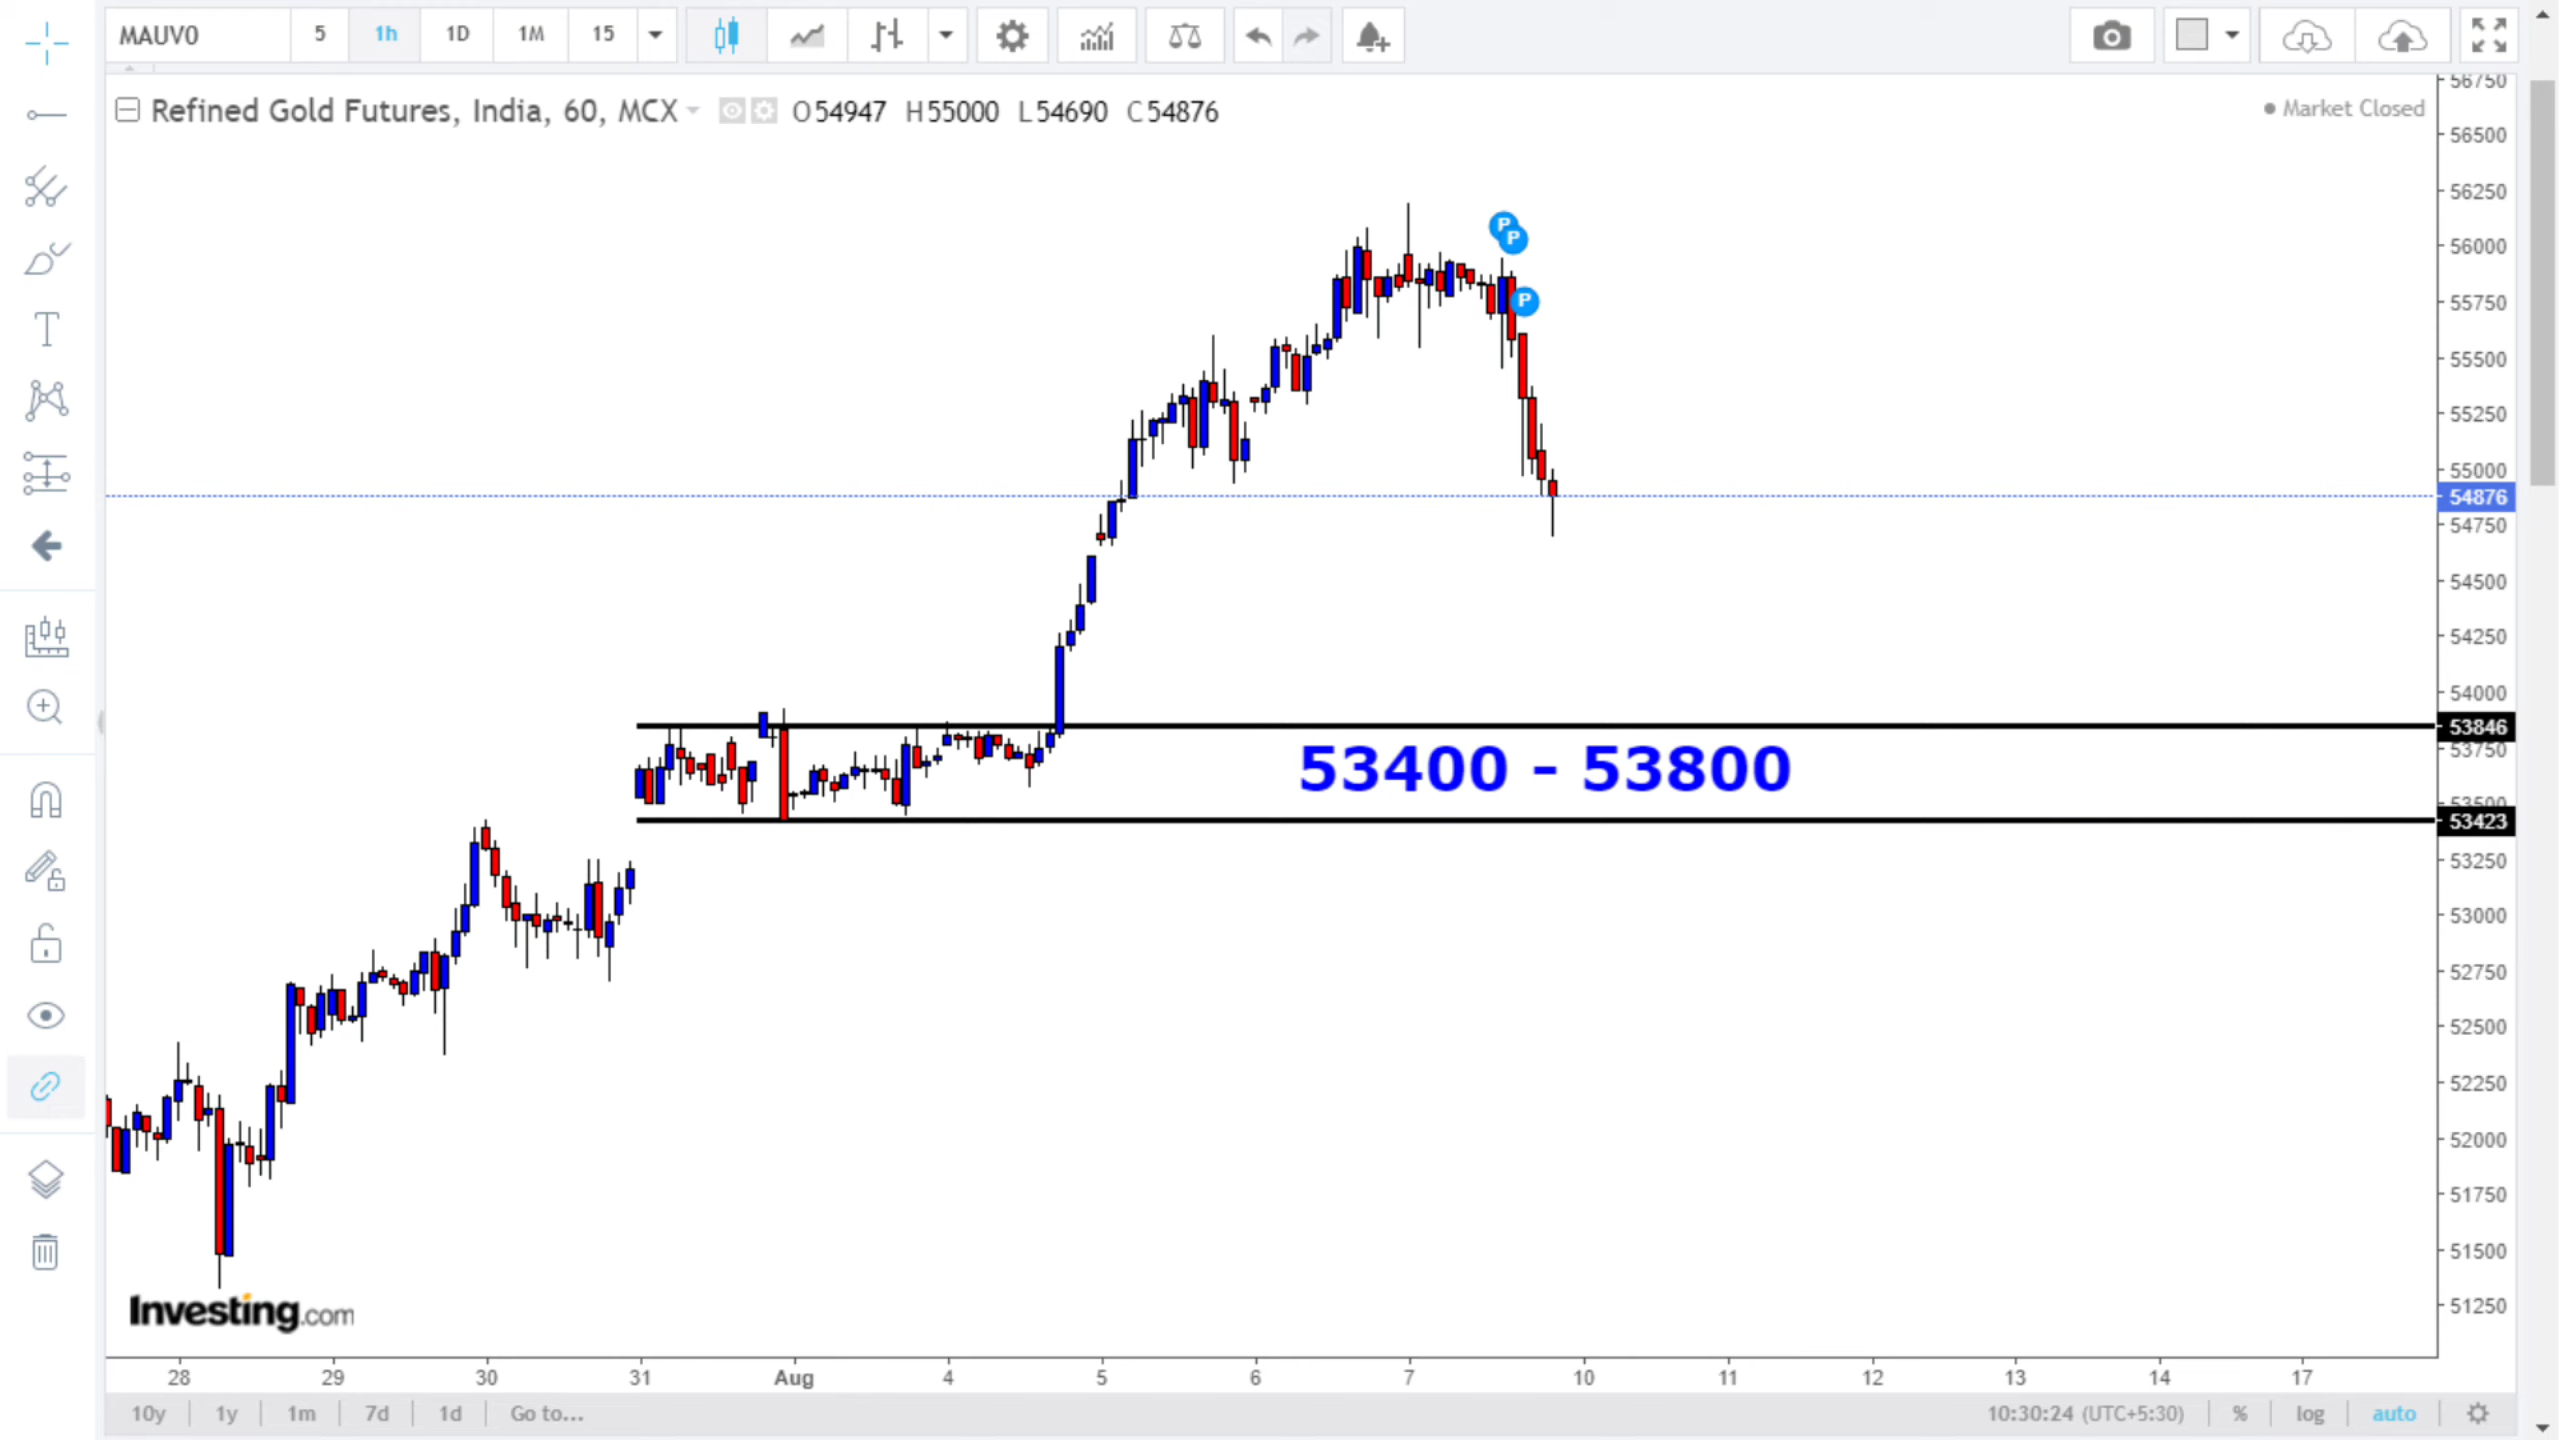 MAUV0 5 1h 1D 1M 15
Refined Gold Futures, India, 60, MCX O54947 H55000 L54690 C54876
Market Closed
56750
56500
56250
56000
55750
55500
55250
55000
54876
54750
54500
54250
54000
53846
53750
53400 - 53800
53500
53423
53250
53000
52750
52500
52250
52000
51750
51500
51250
P
P
P
Investing.com
28 29 30 31 Aug 4 5 6 7 10 11 12 13 14 17
10y 1y 1m 7d 1d Go to... 10:30:24 (UTC+5:30) % log auto